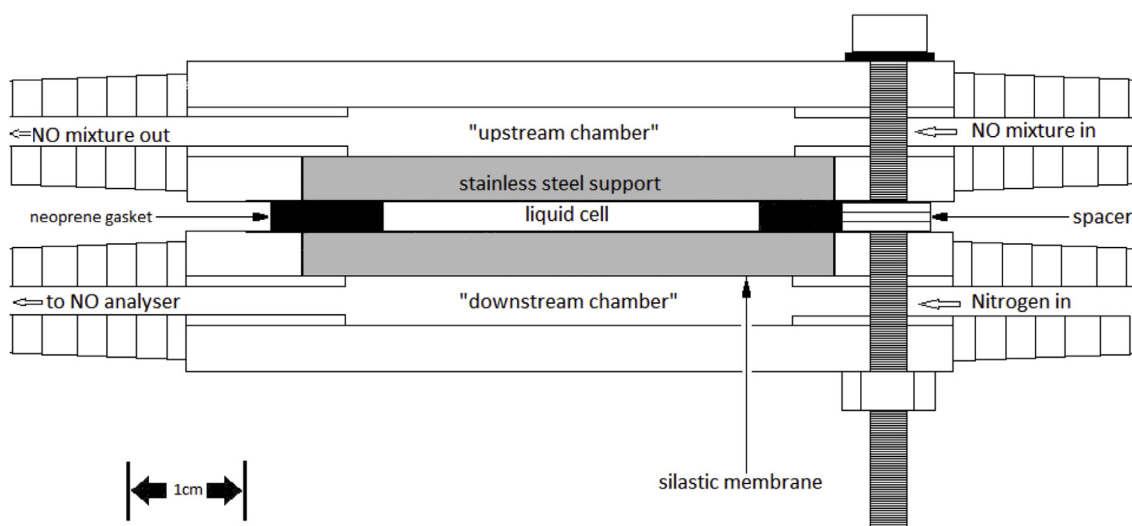 NO mixture out
"upstream chamber"
NO mixture in
stainless steel support
neoprene gasket
liquid cell
spacer
to NO analyser
"downstream chamber"
Nitrogen in
silastic membrane
1cm